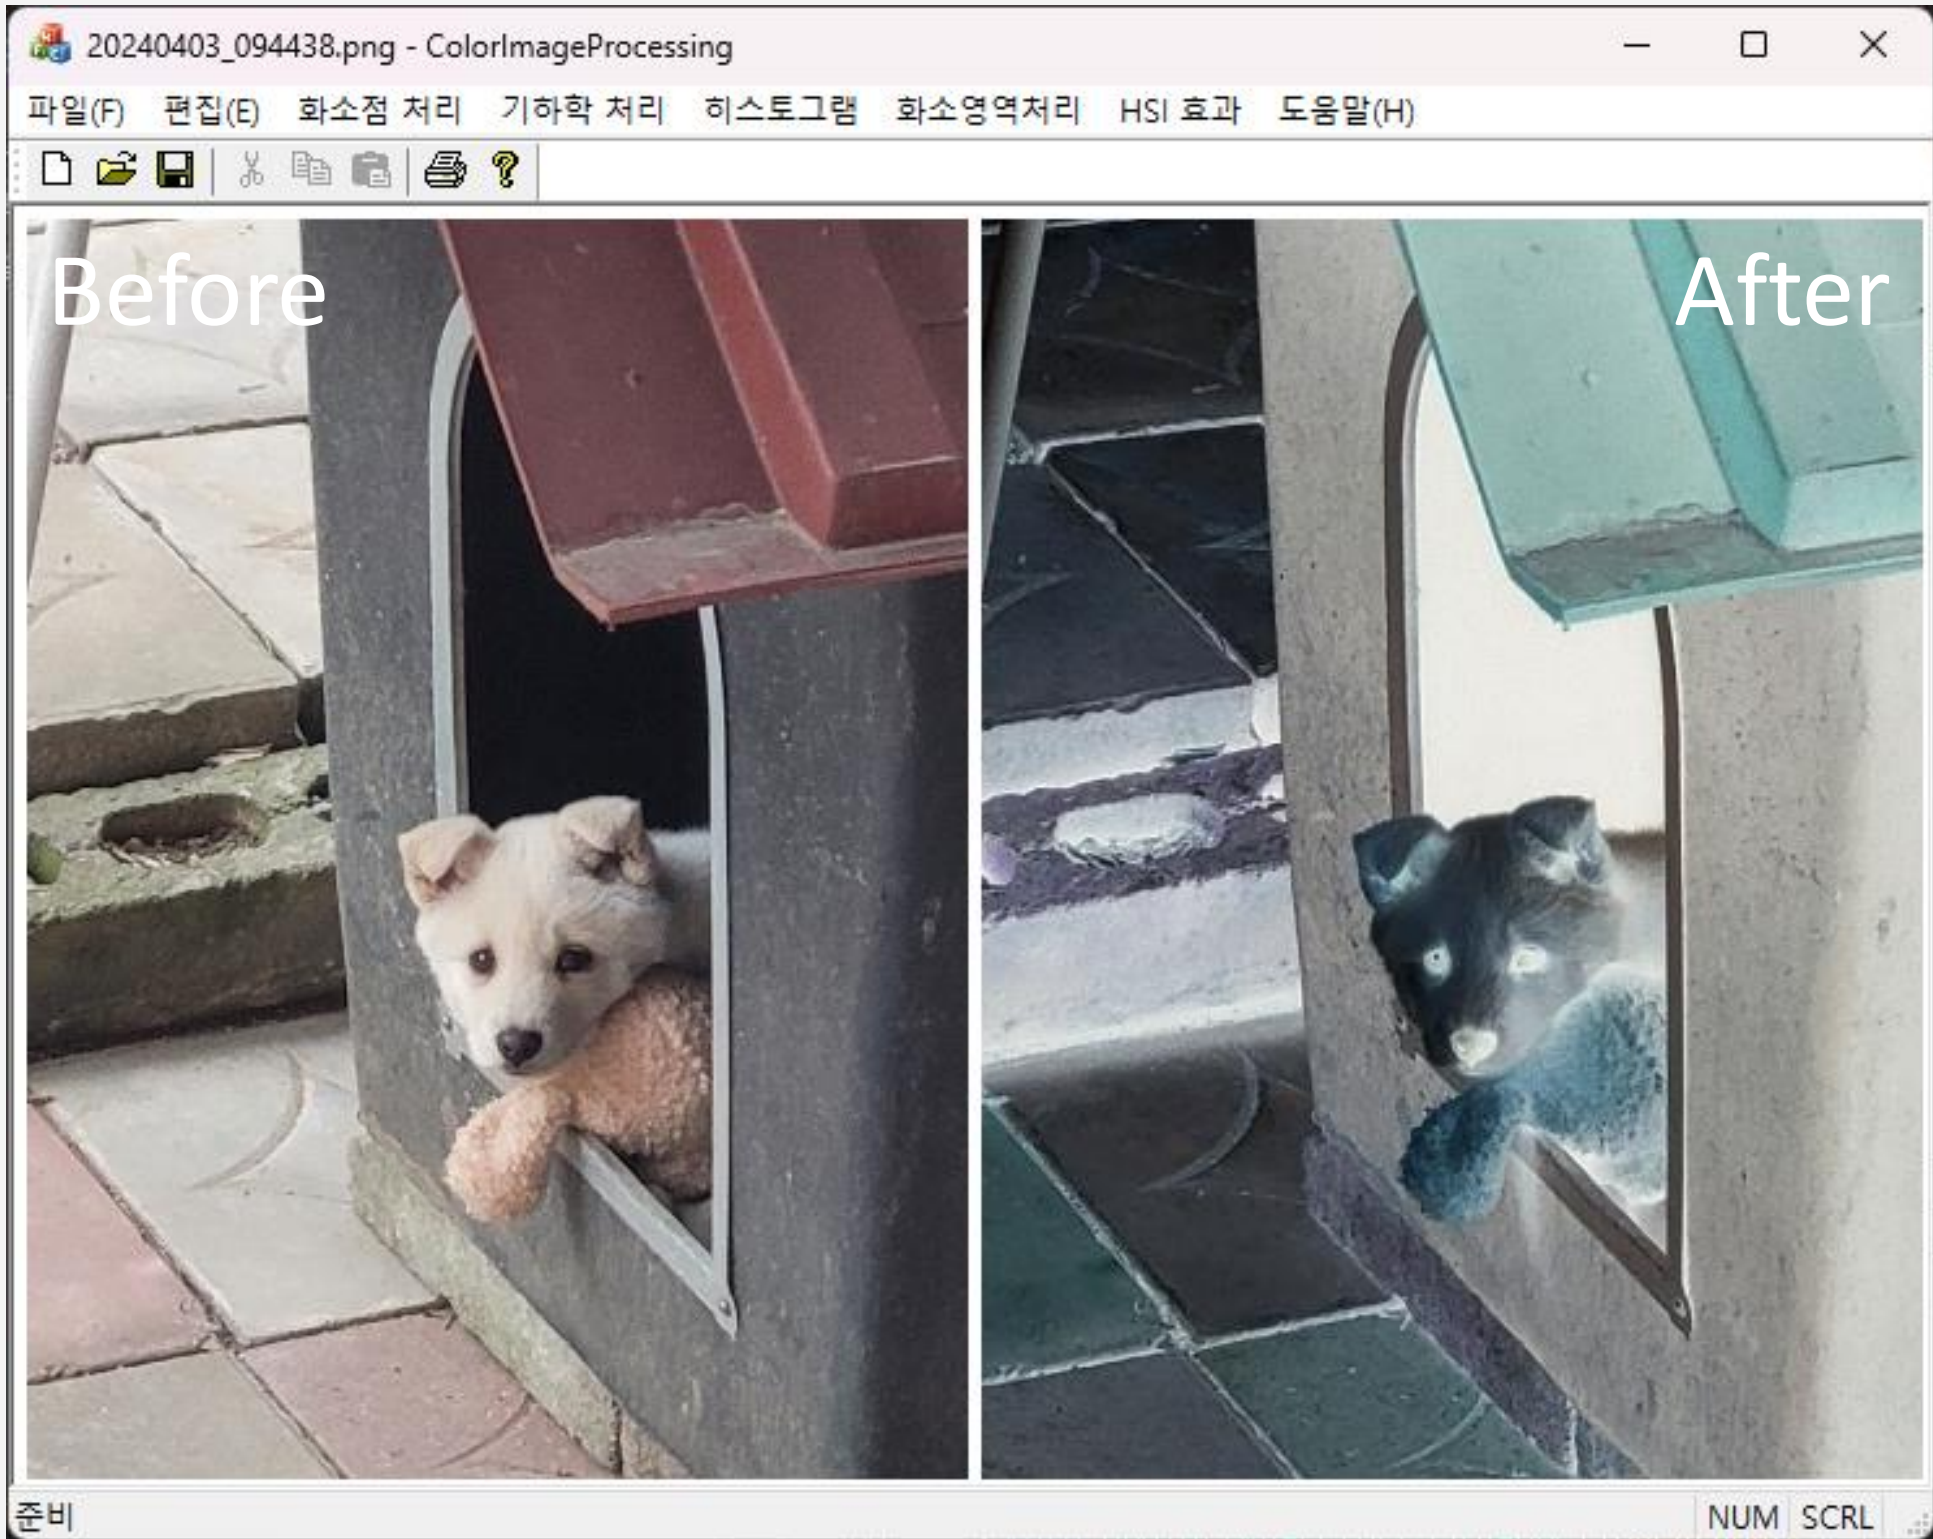 20240403_094438.png - ColorImageProcessing
파일(F) 편집(E) 화소점 처리 기하학 처리 히스토그램 화소영역처리 HSI 효과 도움말(H)
Before
After
준비
NUM SCRL